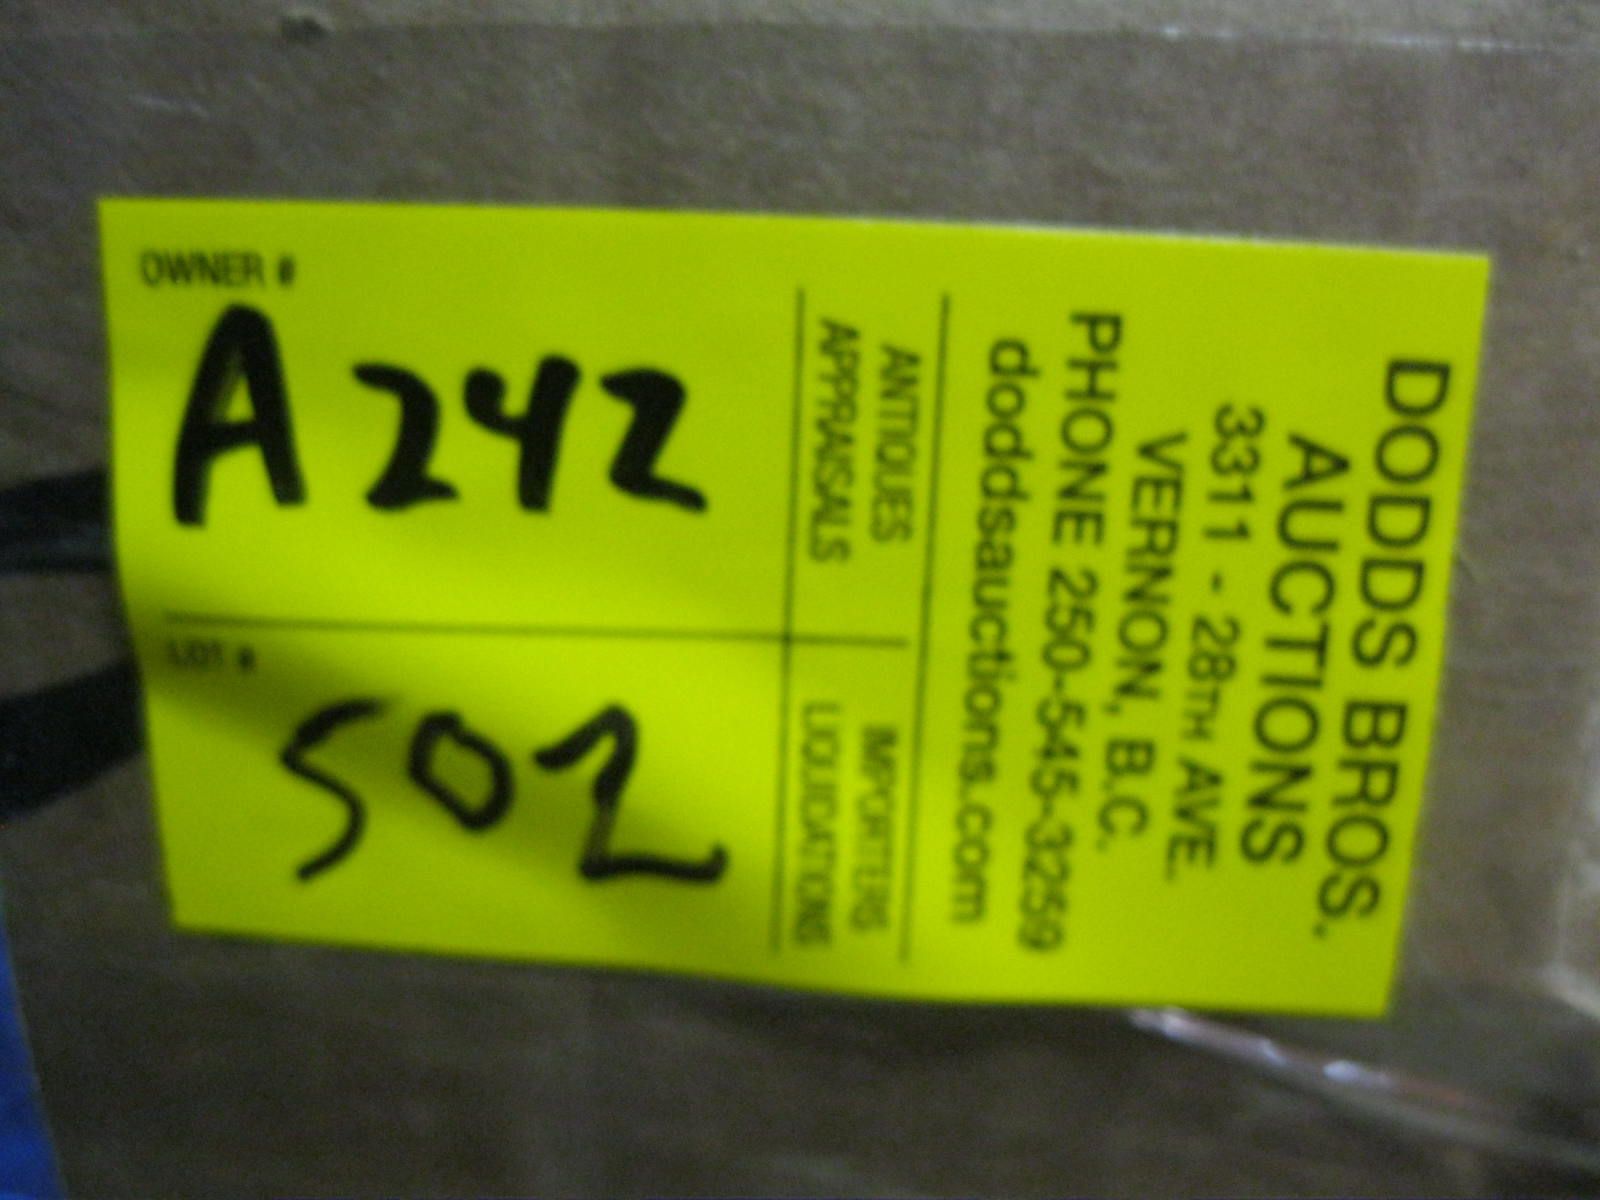 OWNER #
A242
LOT #
502
ANTIQUES
APPRAISALS
IMPORTERS
LIQUIDATIONS
DODDS BROS.
AUCTIONS
3311 - 28TH AVE.
VERNON, B.C.
PHONE 250-545-3259
doddsauctions.com